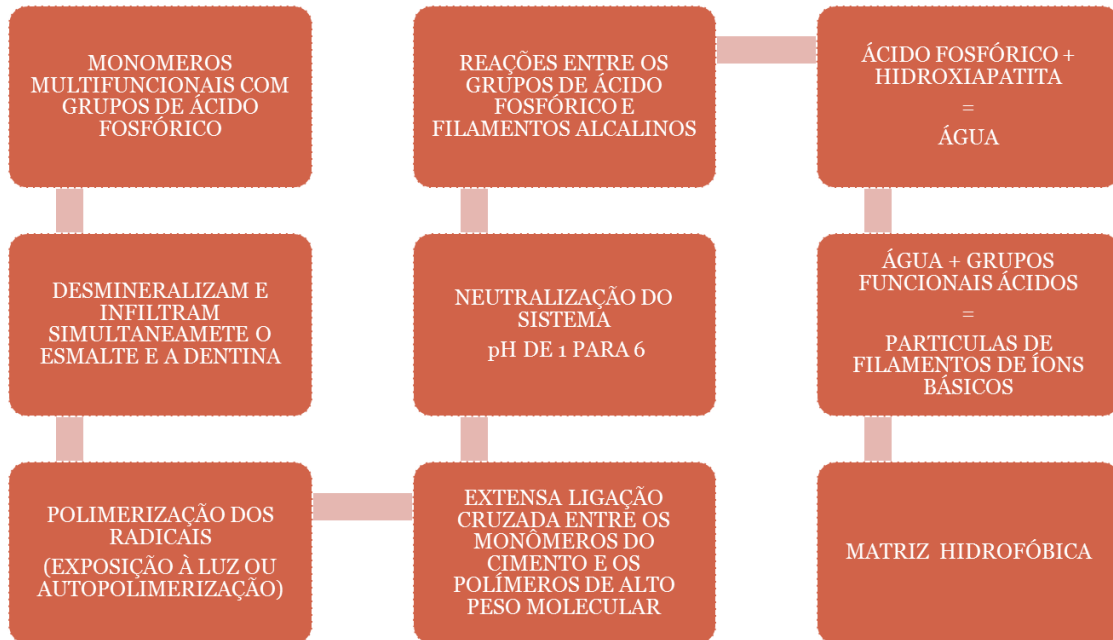 MONOMEROS
MULTIFUNCIONAIS COM
GRUPOS DE ÁCIDO
FOSFÓRICO
DESMINERALIZAM E
INFILTRAM
SIMULTANEAMETE O
ESMALTE E A DENTINA
POLIMERIZAÇÃO DOS
RADICAIS
(EXPOSIÇÃO À LUZ OU
AUTOPOLIMERIZAÇÃO)
EXTENSA LIGAÇÃO
CRUZADA ENTRE OS
MONÔMEROS DO
CIMENTO E OS
POLÍMEROS DE ALTO
PESO MOLECULAR
NEUTRALIZAÇÃO DO
SISTEMA
pH DE 1 PARA 6
REAÇÕES ENTRE OS
GRUPOS DE ÁCIDO
FOSFÓRICO E
FILAMENTOS ALCALINOS
ÁCIDO FOSFÓRICO +
HIDROXIAPATITA
=
ÁGUA
ÁGUA + GRUPOS
FUNCIONAIS ÁCIDOS
=
PARTICULAS DE
FILAMENTOS DE ÍONS
BÁSICOS
MATRIZ HIDROFÓBICA